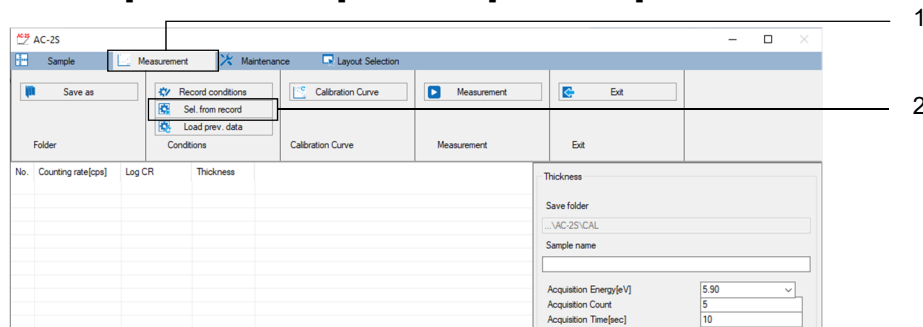 1
AC-2S
Sample Measurement Maintenance Layout Selection
2
Save as Record conditions Calibration Curve Measurement Exit
Sel. from record
Load prev. data
Folder Conditions Calibration Curve Measurement Exit
No. Counting rate[cps] Log CR Thickness
Thickness
Save folder
...\AC-2S\CAL
Sample name
Acquisition Energy[eV] 5.90
Acquisition Count 5
Acquisition Time[sec] 10